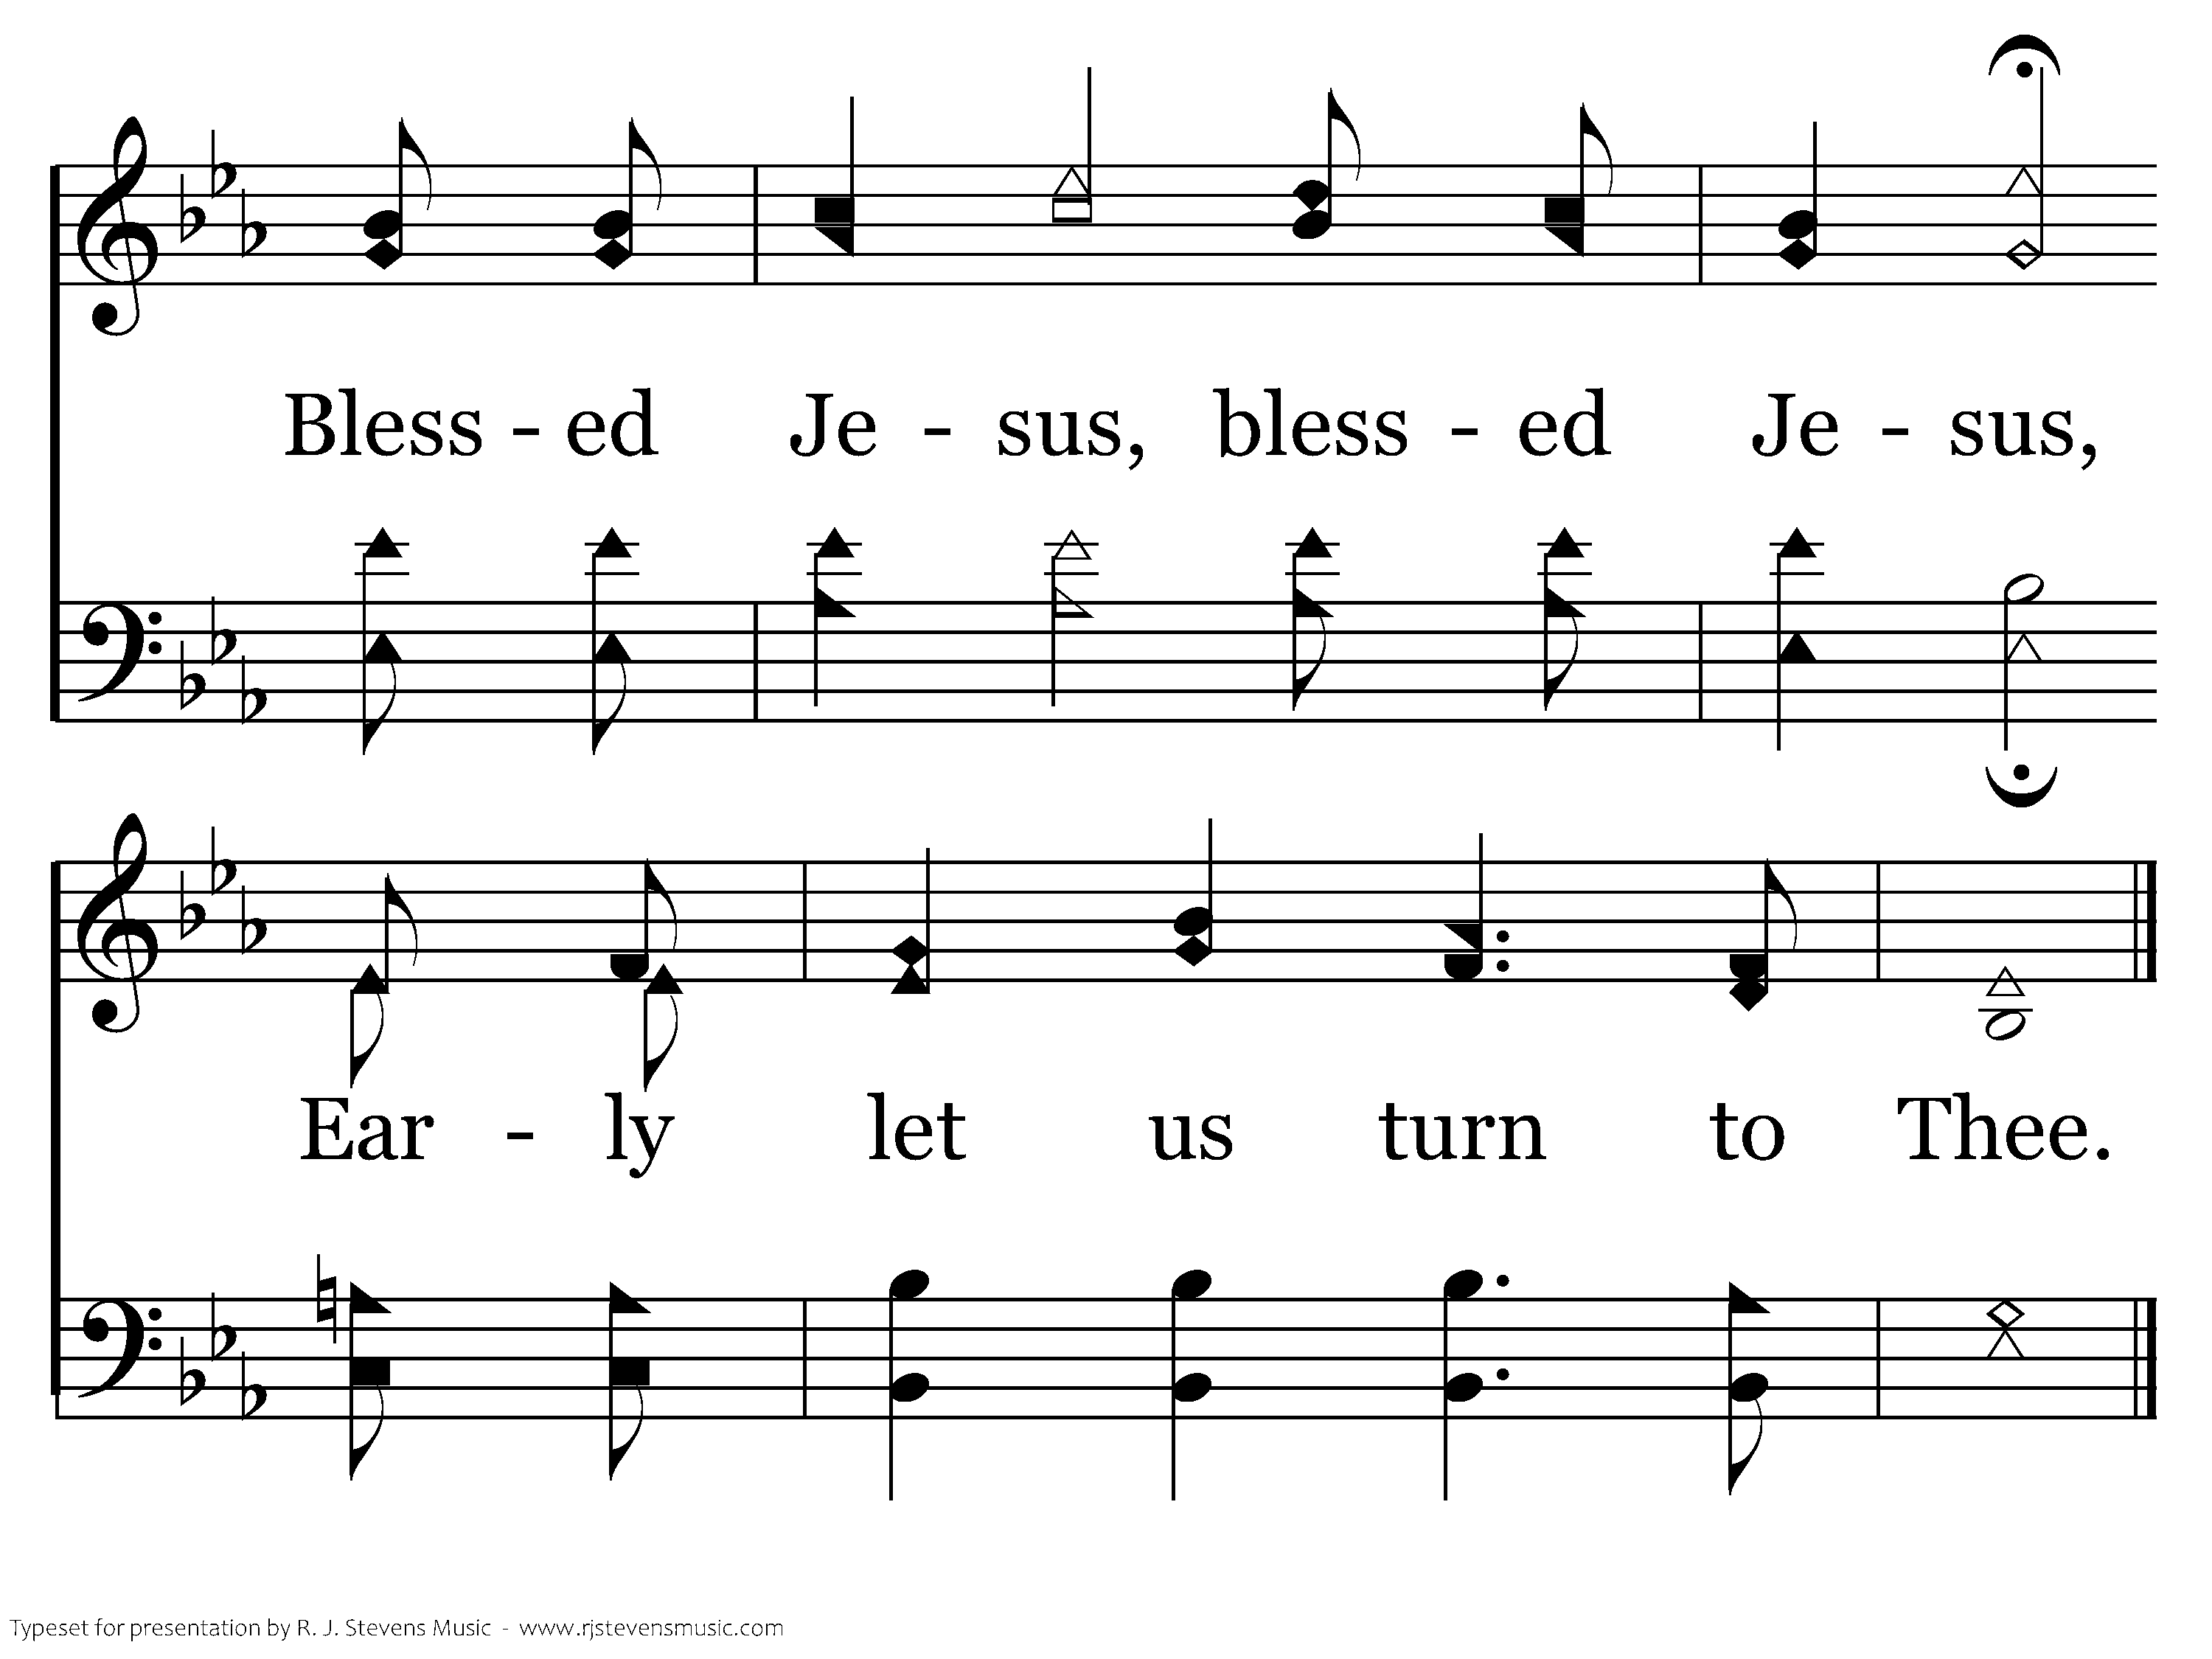 Bless - ed Je - sus, bless - ed Je - sus,
Ear - ly let us turn to Thee.
Typeset for presentation by R. J. Stevens Music - www.rjstevensmusic.com